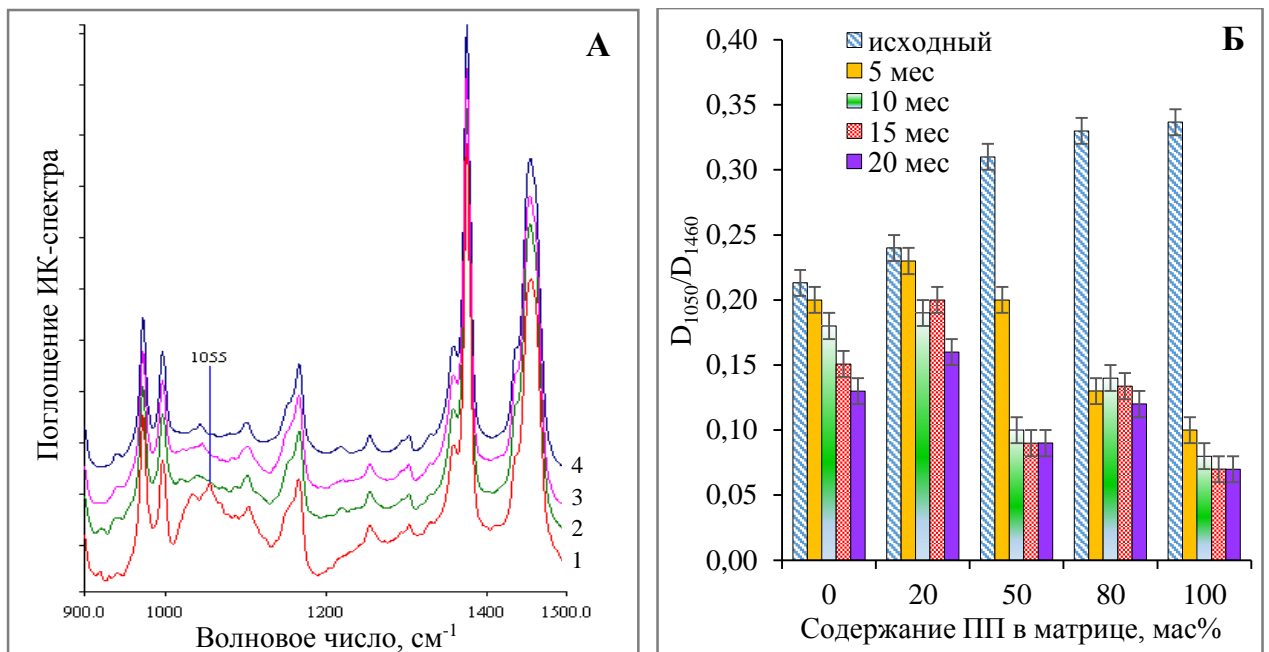 А
Поглощение ИК-спектра
1055
4
3
2
1
900.0 1000 1200 1400 1500.0
Волновое число, см-1
Б
исходный
5 мес
10 мес
15 мес
20 мес
D1050/D1460
0,40
0,35
0,30
0,25
0,20
0,15
0,10
0,05
0,00
0 20 50 80 100
Содержание ПП в матрице, мас%